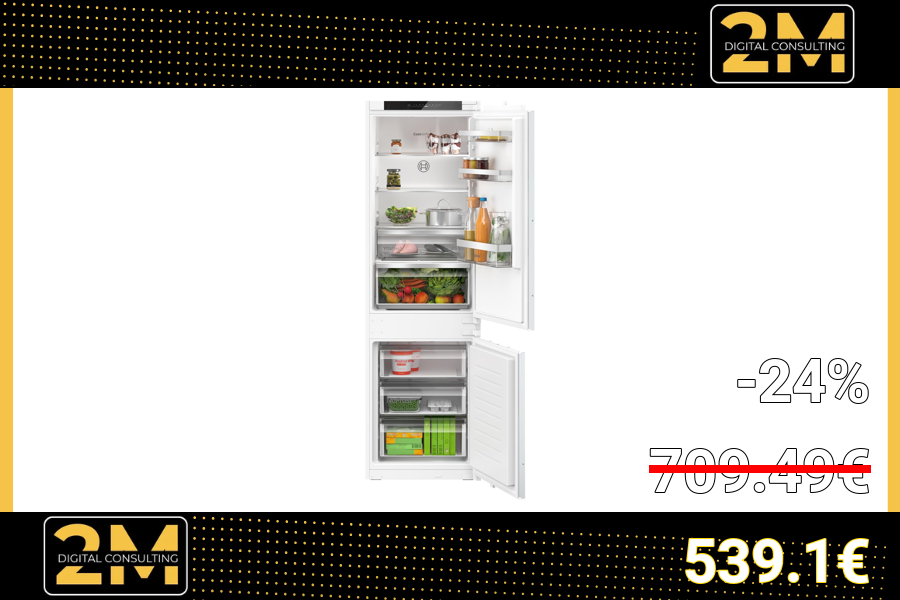 2M
DIGITAL CONSULTING
-24%
709.49€
2M
DIGITAL CONSULTING
539.1€